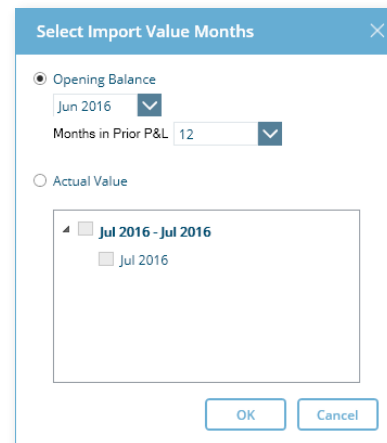 Select Import Value Months
Opening Balance
Jun 2016
Months in Prior P&L 12
Actual Value
Jul 2016 - Jul 2016
Jul 2016
OK Cancel